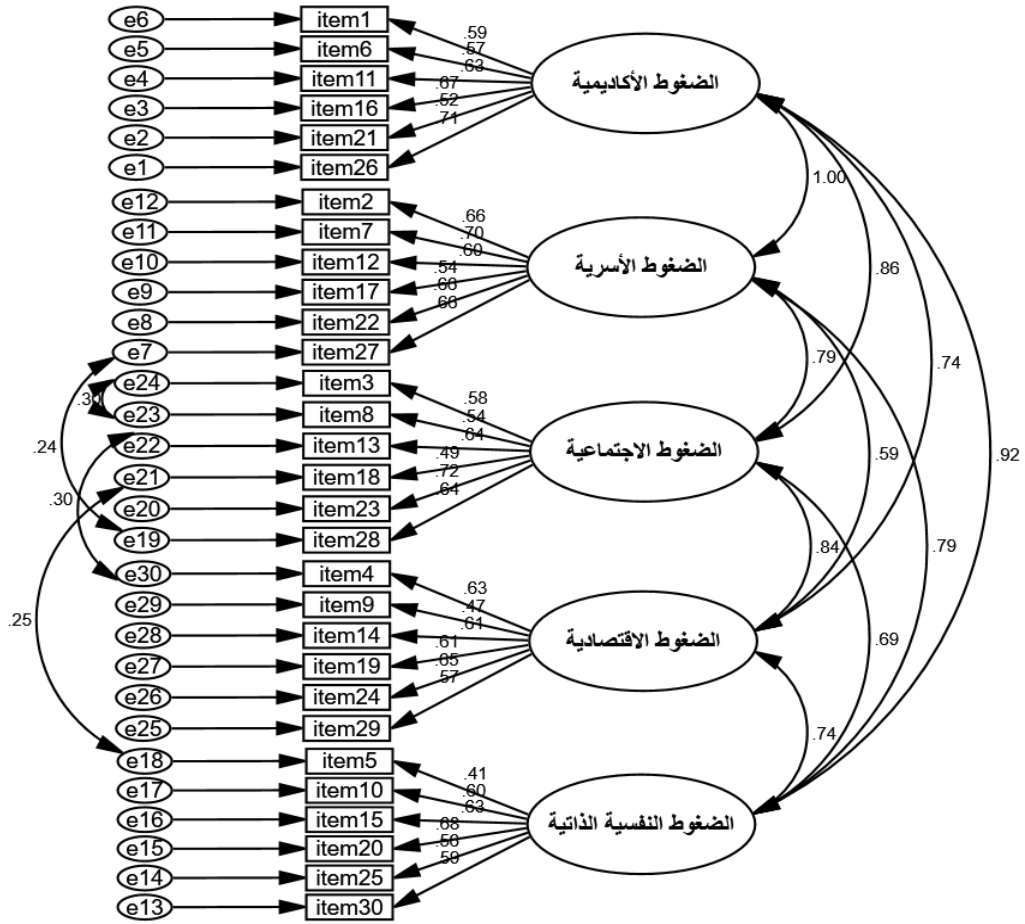 e6 item1 .59
e5 item6 .57
e4 item11 .63
e3 item16 .67
e2 item21 .52
e1 item26 .71
الضغوط الأكاديمية
e12 item2 .66
e11 item7 .70
e10 item12 .60
e9 item17 .54
e8 item22 .68
e7 item27 .66
الضغوط الأسرية
e24 item3 .58
e23 item8 .54
e22 item13 .64
e21 item18 .49
e20 item23 .72
e19 item28 .64
الضغوط الاجتماعية
e30 item4 .63
e29 item9 .47
e28 item14 .61
e27 item19 .61
e26 item24 .65
e25 item29 .57
الضغوط الاقتصادية
e18 item5 .41
e17 item10 .60
e16 item15 .63
e15 item20 .68
e14 item25 .56
e13 item30 .59
الضغوط النفسية الذاتية
.24
.30
.25
1.00
.86
.74
.92
.79
.59
.79
.84
.69
.74